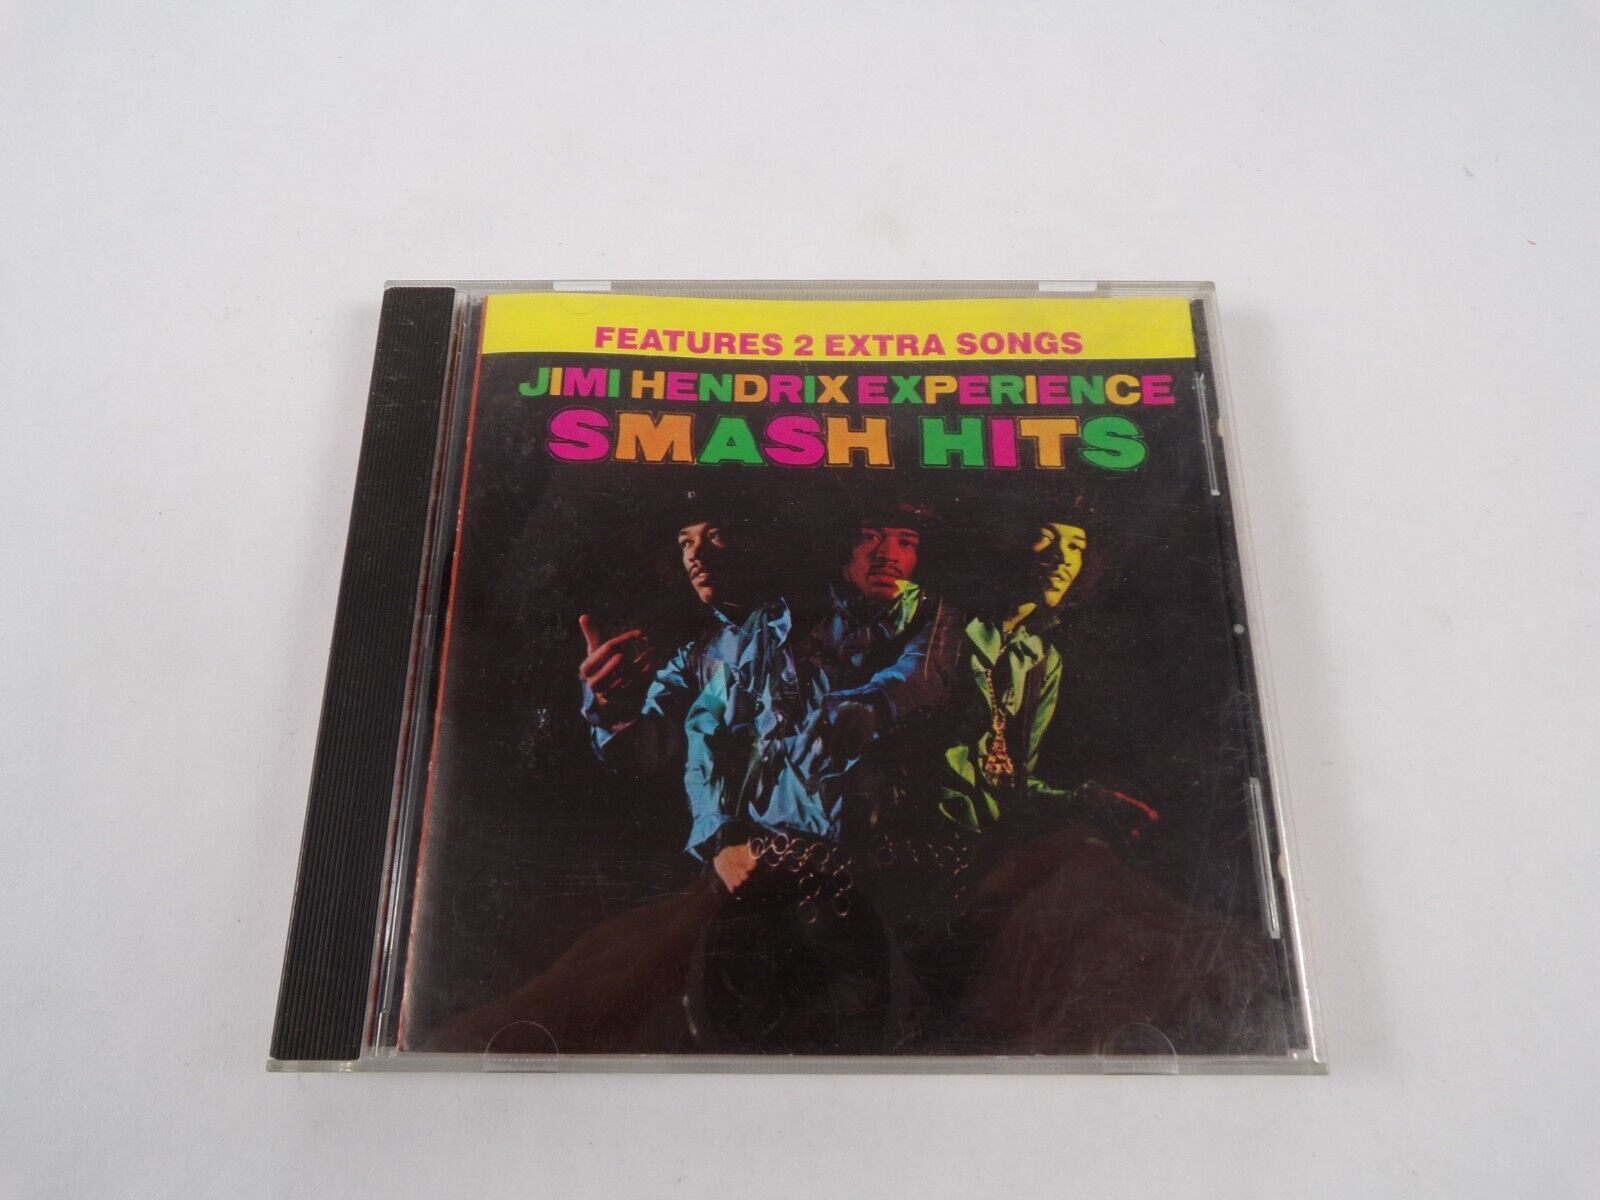 FEATURES 2 EXTRA SONGS
JIMI HENDRIX EXPERIENCE
SMASH HITS